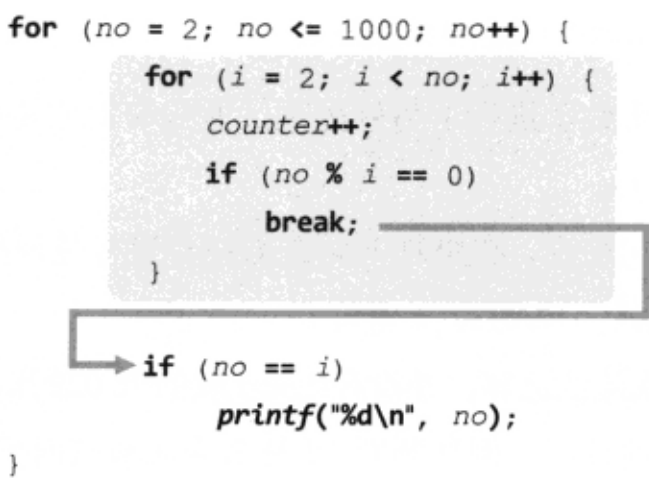 for (no = 2; no <= 1000; no++) {
for (i = 2; i < no; i++) {
counter++;
if (no % i == 0)
break;
}
if (no == i)
printf("%d\n", no);
}